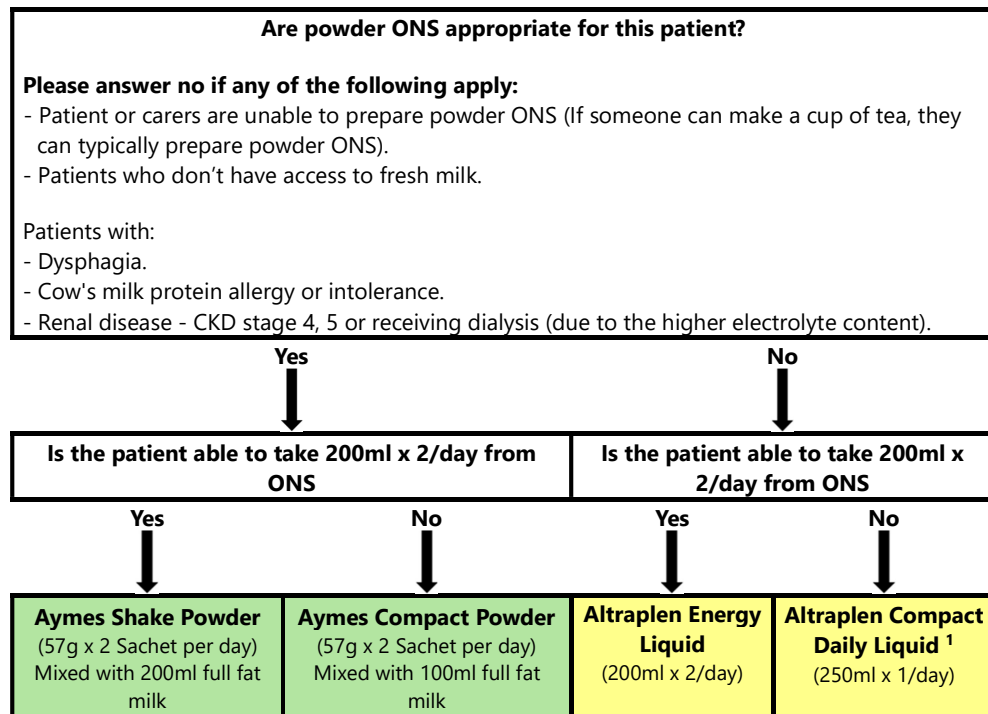 Are powder ONS appropriate for this patient?
Please answer no if any of the following apply:
- Patient or carers are unable to prepare powder ONS (If someone can make a cup of tea, they
can typically prepare powder ONS).
- Patients who don’t have access to fresh milk.
Patients with:
- Dysphagia.
- Cow's milk protein allergy or intolerance.
- Renal disease - CKD stage 4, 5 or receiving dialysis (due to the higher electrolyte content).
Yes
No
Is the patient able to take 200ml x 2/day from
ONS
Is the patient able to take 200ml x
2/day from ONS
Yes
No
Yes
No
Aymes Shake Powder
(57g x 2 Sachet per day)
Mixed with 200ml full fat
milk
Aymes Compact Powder
(57g x 2 Sachet per day)
Mixed with 100ml full fat
milk
Altraplen Energy
Liquid
(200ml x 2/day)
Altraplen Compact
Daily Liquid ¹
(250ml x 1/day)